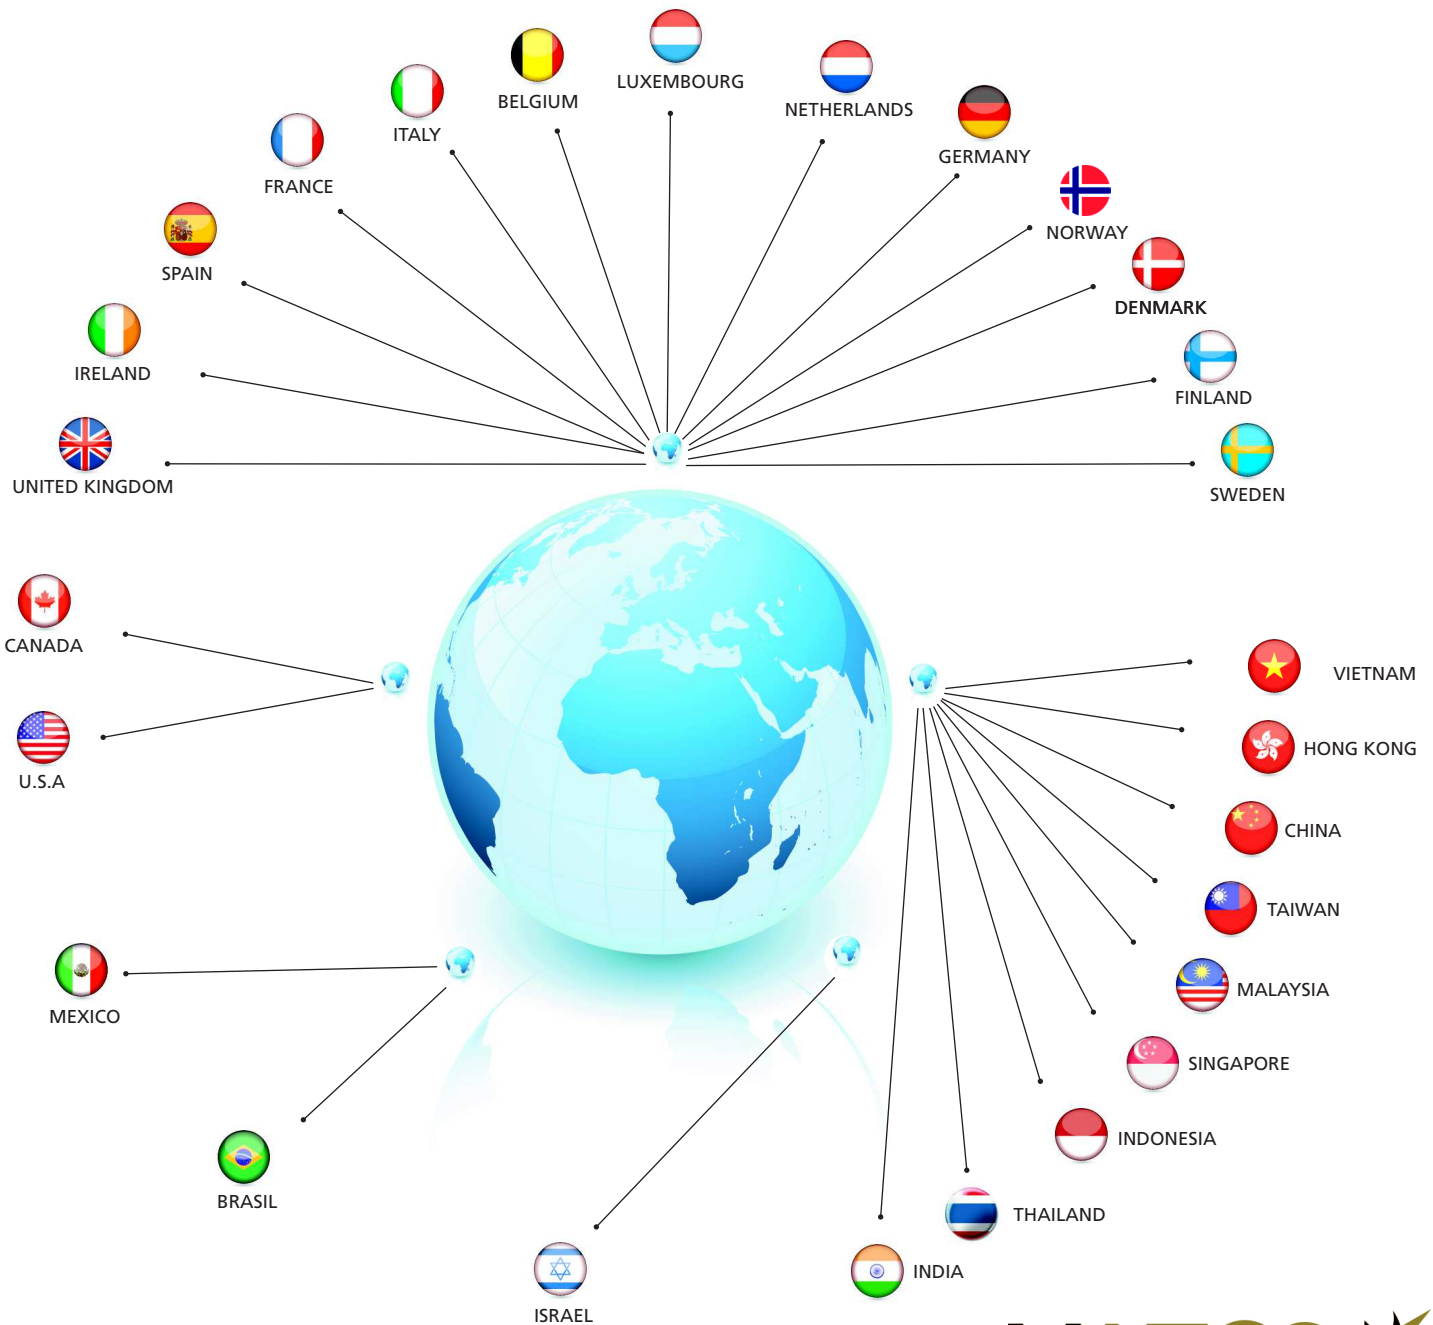 LUXEMBOURG
BELGIUM
NETHERLANDS
ITALY
GERMANY
FRANCE
NORWAY
SPAIN
DENMARK
IRELAND
FINLAND
UNITED KINGDOM
SWEDEN
CANADA
VIETNAM
HONG KONG
U.S.A
CHINA
TAIWAN
MALAYSIA
MEXICO
SINGAPORE
INDONESIA
BRASIL
THAILAND
INDIA
ISRAEL